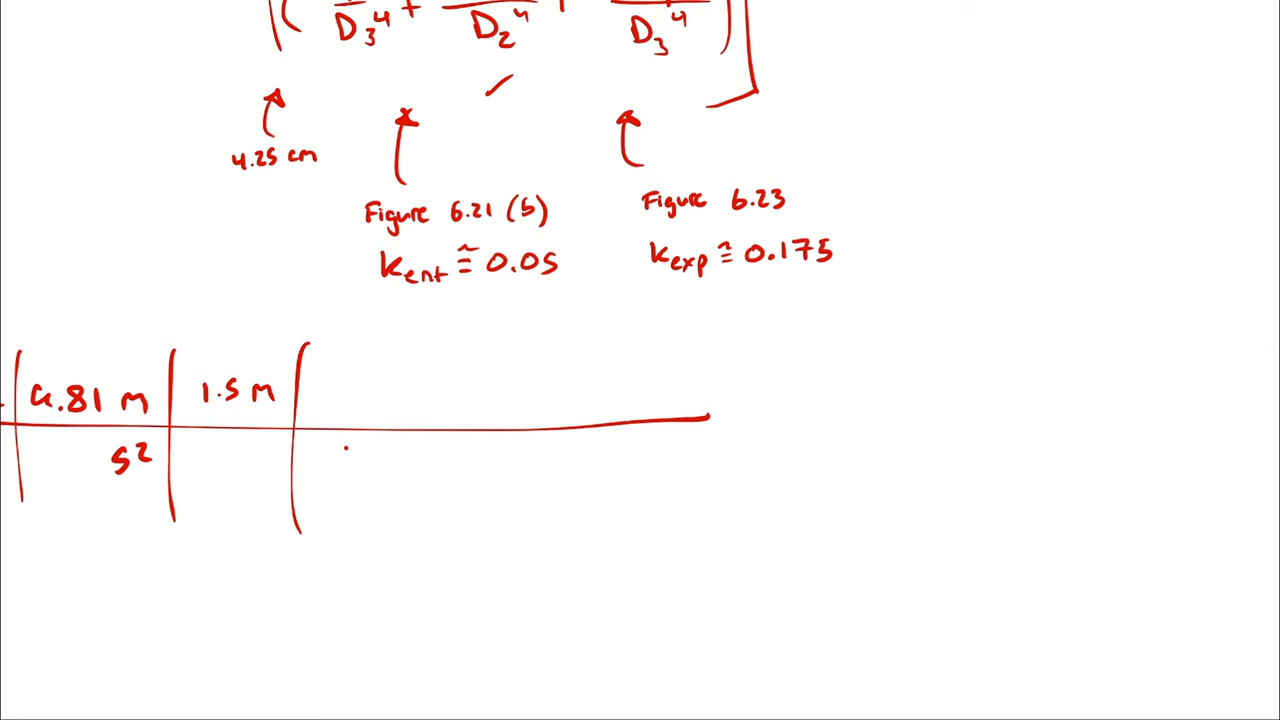 D₃⁴ + D₂⁴ D₃⁴
4.25 cm
Figure 6.21 (b)
Kent ≅ 0.05
Figure 6.23
Kexp ≅ 0.175
9.81 m
1.5 m
s²